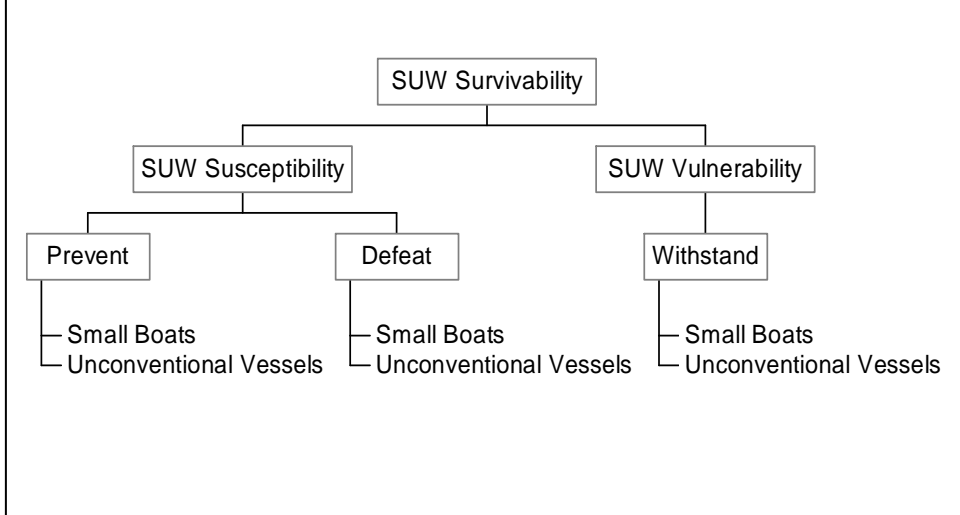 SUW Survivability
SUW Susceptibility
SUW Vulnerability
Prevent
Defeat
Withstand
Small Boats
Unconventional Vessels
Small Boats
Unconventional Vessels
Small Boats
Unconventional Vessels